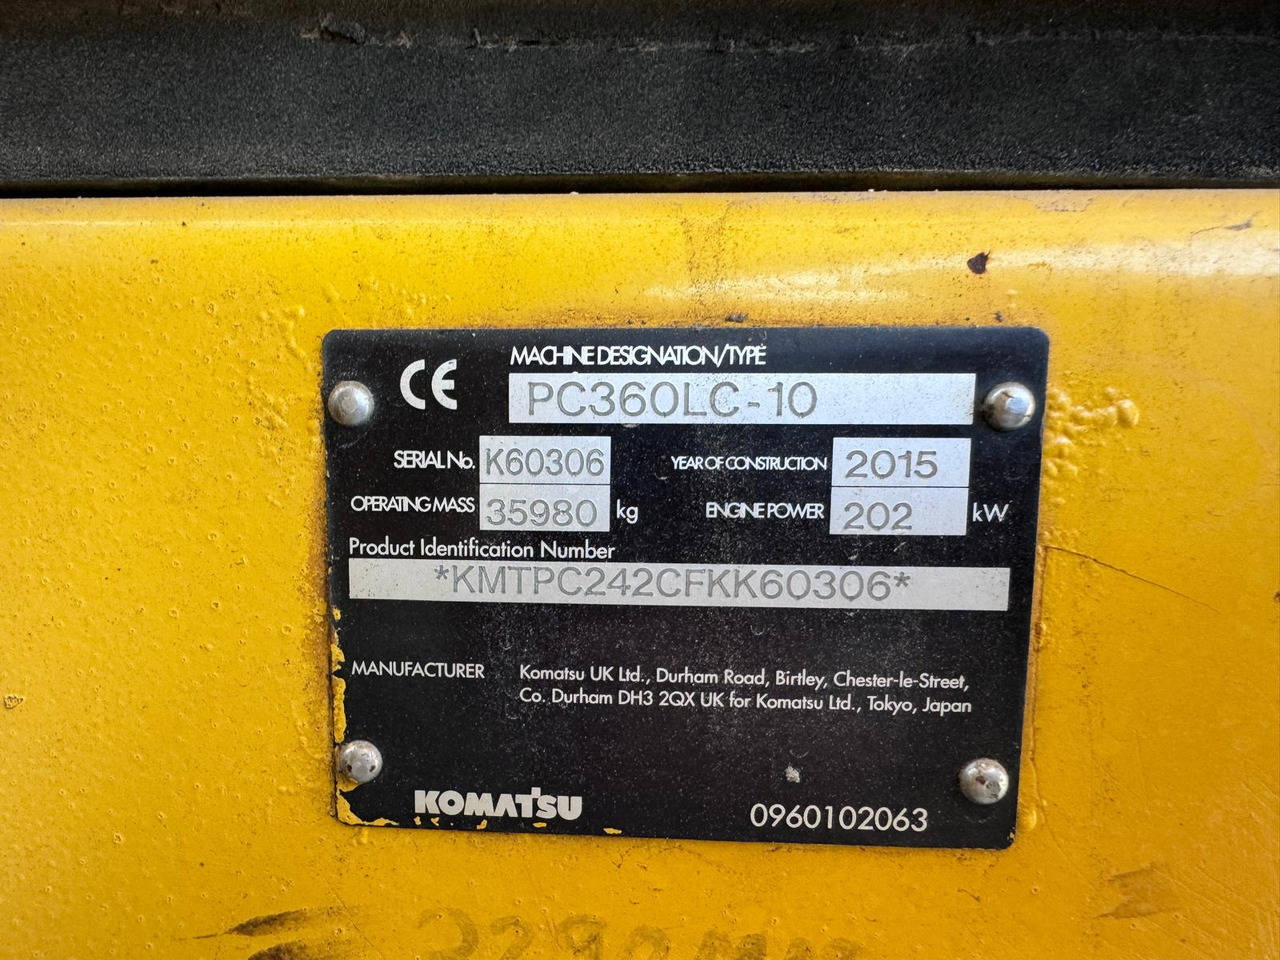 CE
MACHINE DESIGNATION/TYPE
PC360LC-10
SERIAL No. K60306 YEAR OF CONSTRUCTION 2015
OPERATING MASS 35980 kg ENGINE POWER 202 kW
Product Identification Number
*KMTPC242CFKK60306*
MANUFACTURER Komatsu UK Ltd., Durham Road, Birtley, Chester-le-Street,
Co. Durham DH3 2QX UK for Komatsu Ltd., Tokyo, Japan
KOMATSU 0960102063